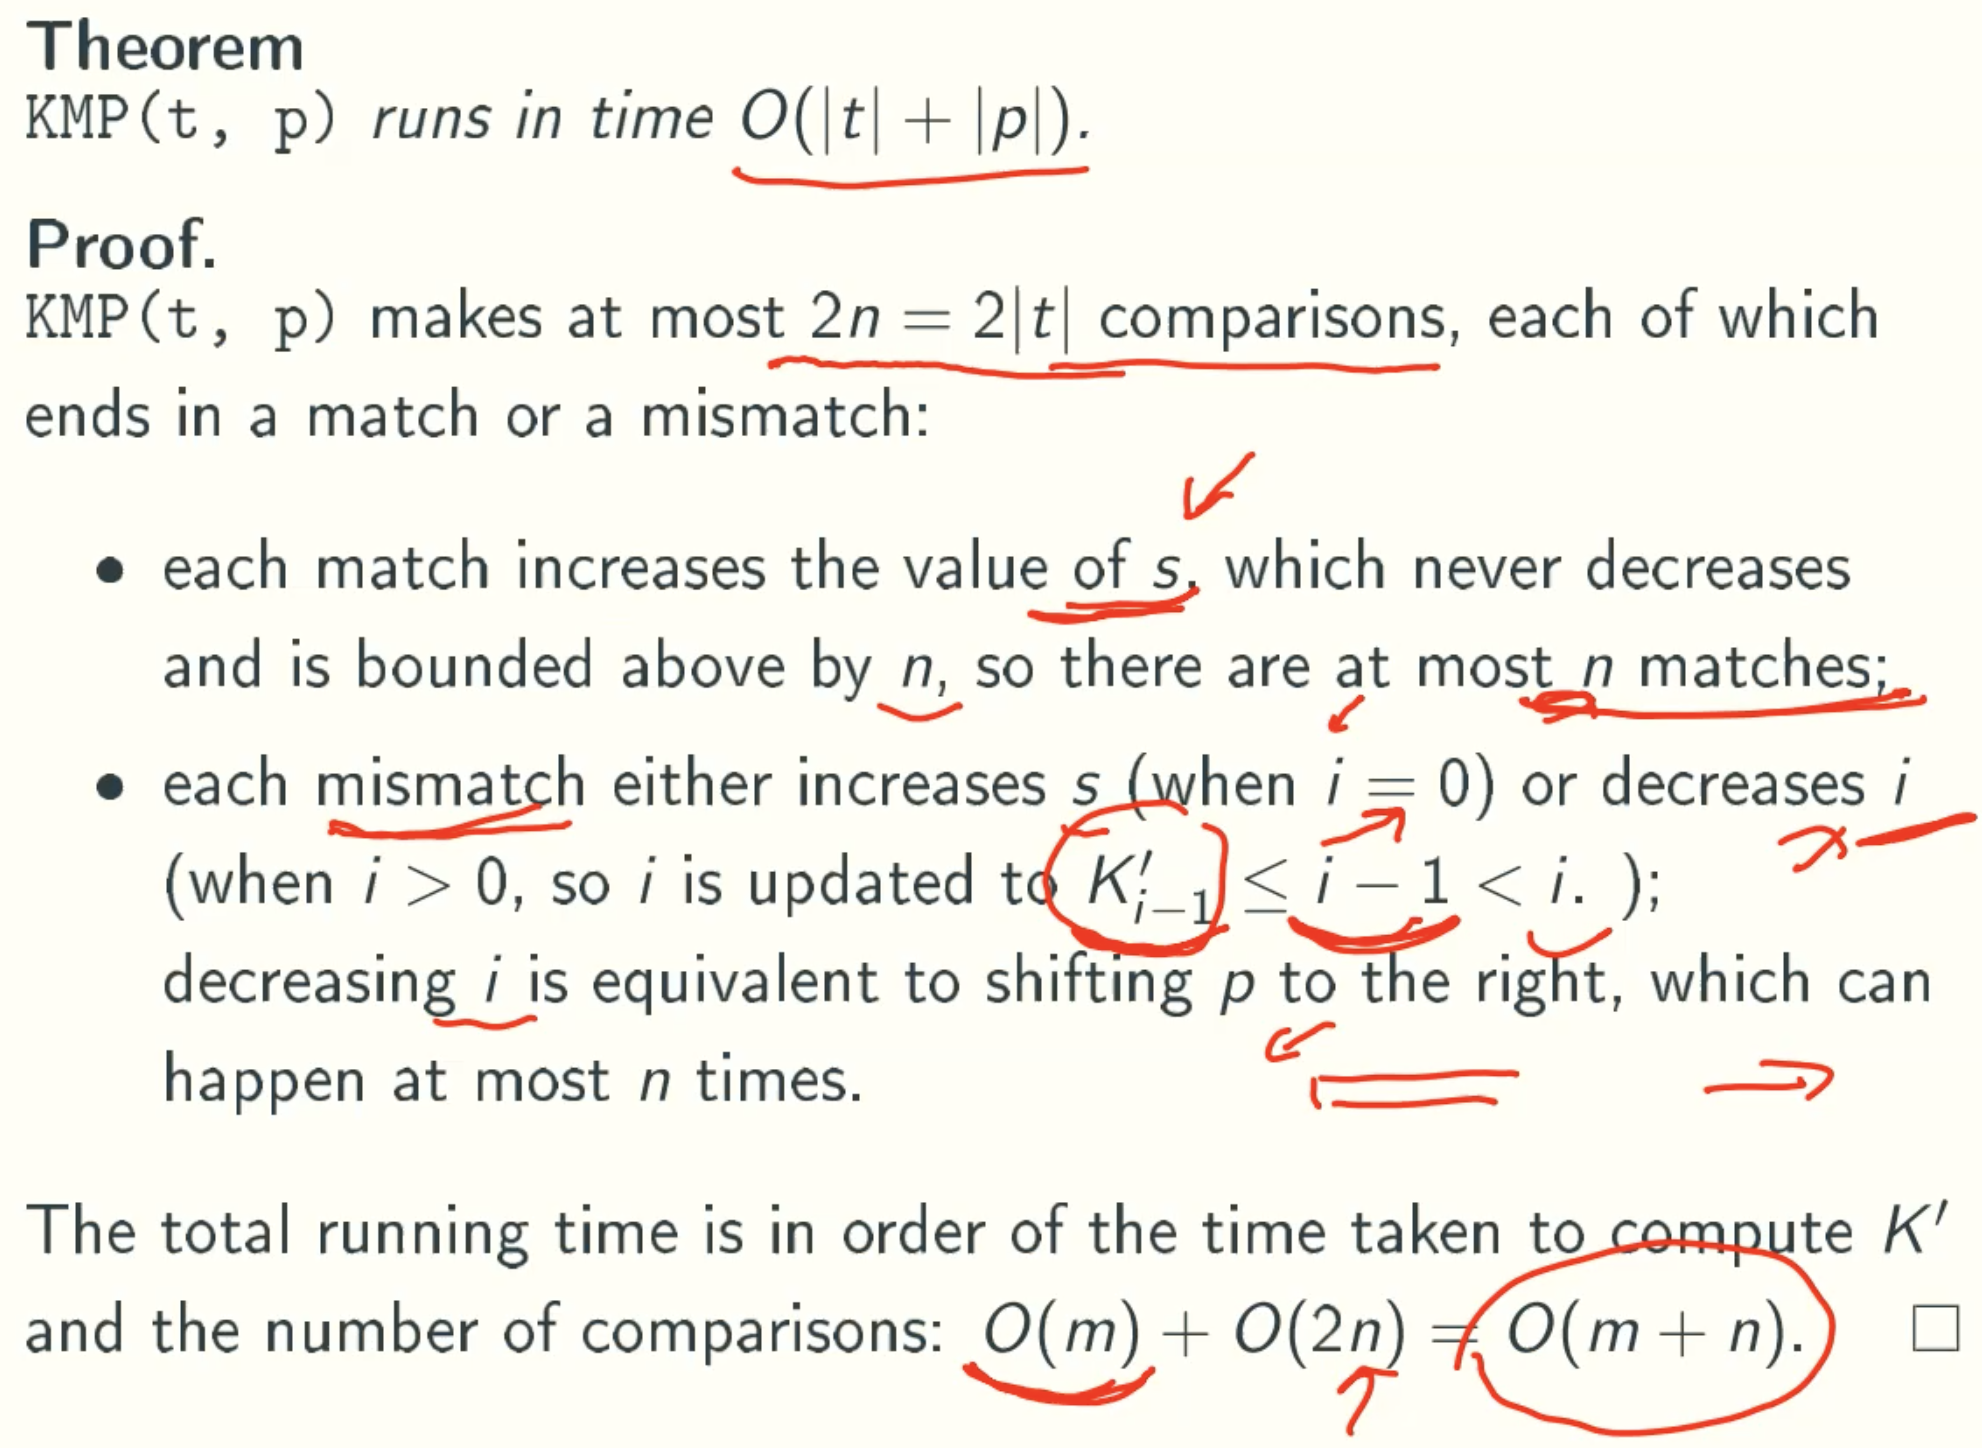 Theorem
KMP(t, p) runs in time O(|t| + |p|).
Proof.
KMP(t, p) makes at most 2n = 2|t| comparisons, each of which
ends in a match or a mismatch:
• each match increases the value of s, which never decreases
and is bounded above by n, so there are at most n matches;
• each mismatch either increases s (when i = 0) or decreases i
(when i > 0, so i is updated to K′ᵢ₋₁ ≤ i − 1 < i. );
decreasing i is equivalent to shifting p to the right, which can
happen at most n times.
The total running time is in order of the time taken to compute K′
and the number of comparisons: O(m) + O(2n) = O(m + n). □